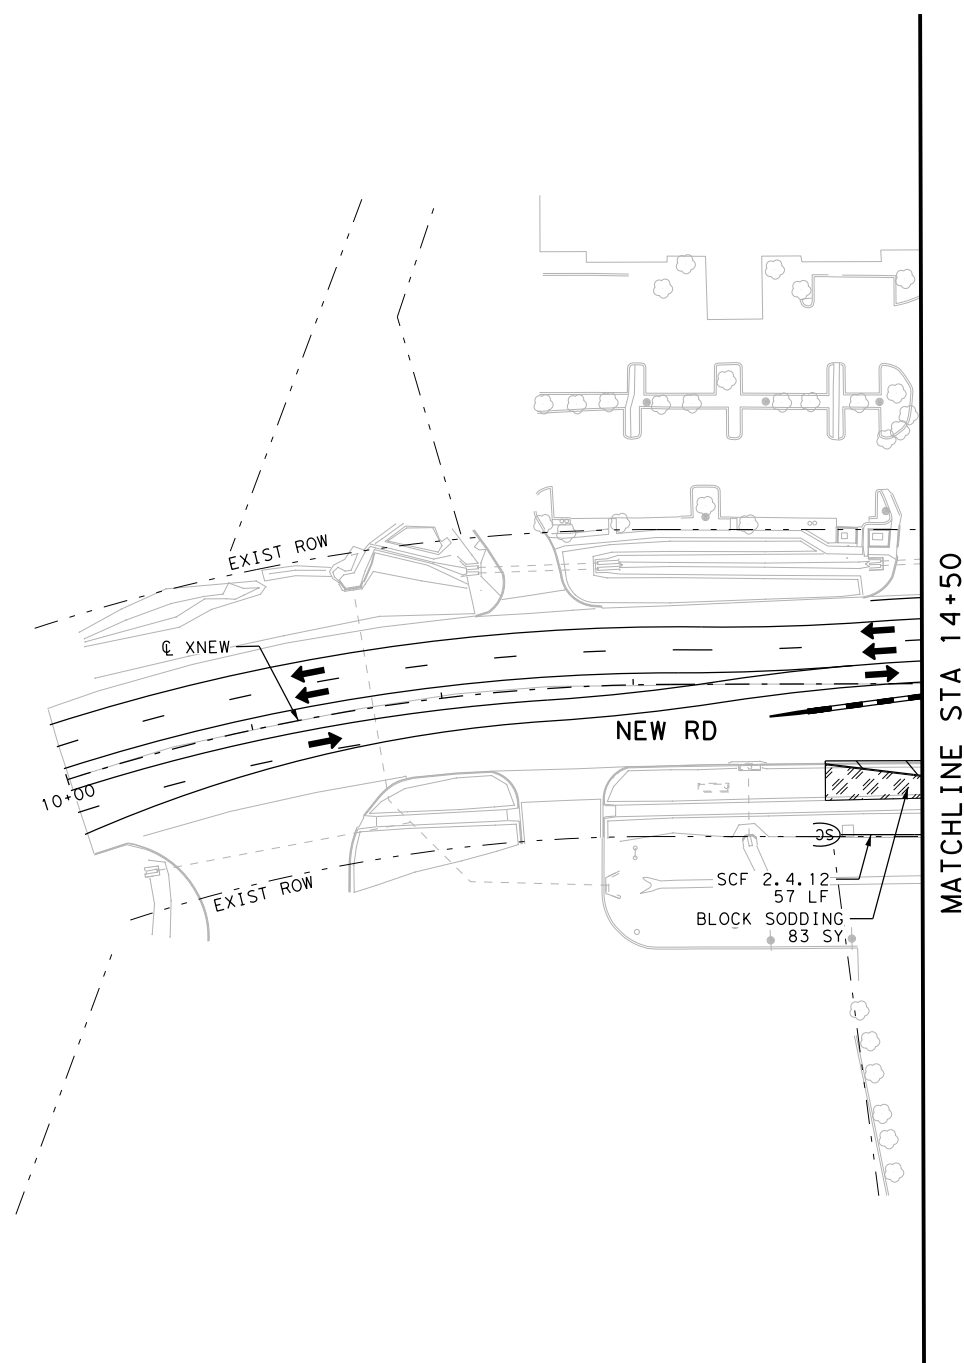 EXIST ROW
℄ XNEW
NEW RD
10+00
SC
EXIST ROW
SCF 2.4.12
57 LF
BLOCK SODDING
83 SY
MATCHLINE STA 14+50